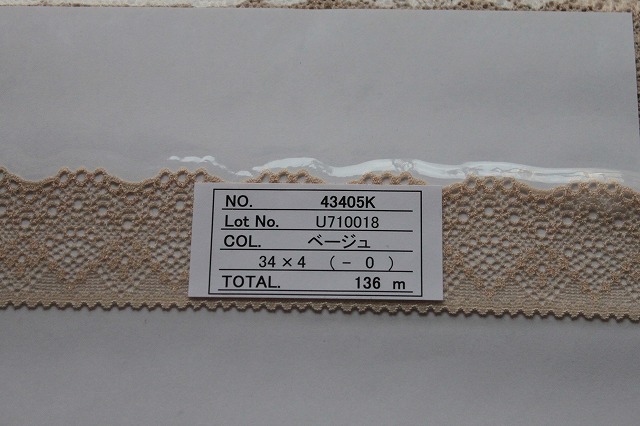 NO. 43405K
Lot No. U710018
COL. ベージュ
34×4 (-0)
TOTAL. 136 m